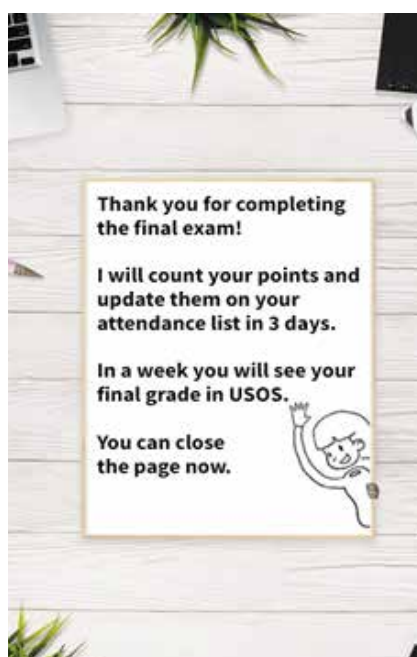 Thank you for completing
the final exam!
I will count your points and
update them on your
attendance list in 3 days.
In a week you will see your
final grade in USOS.
You can close
the page now.